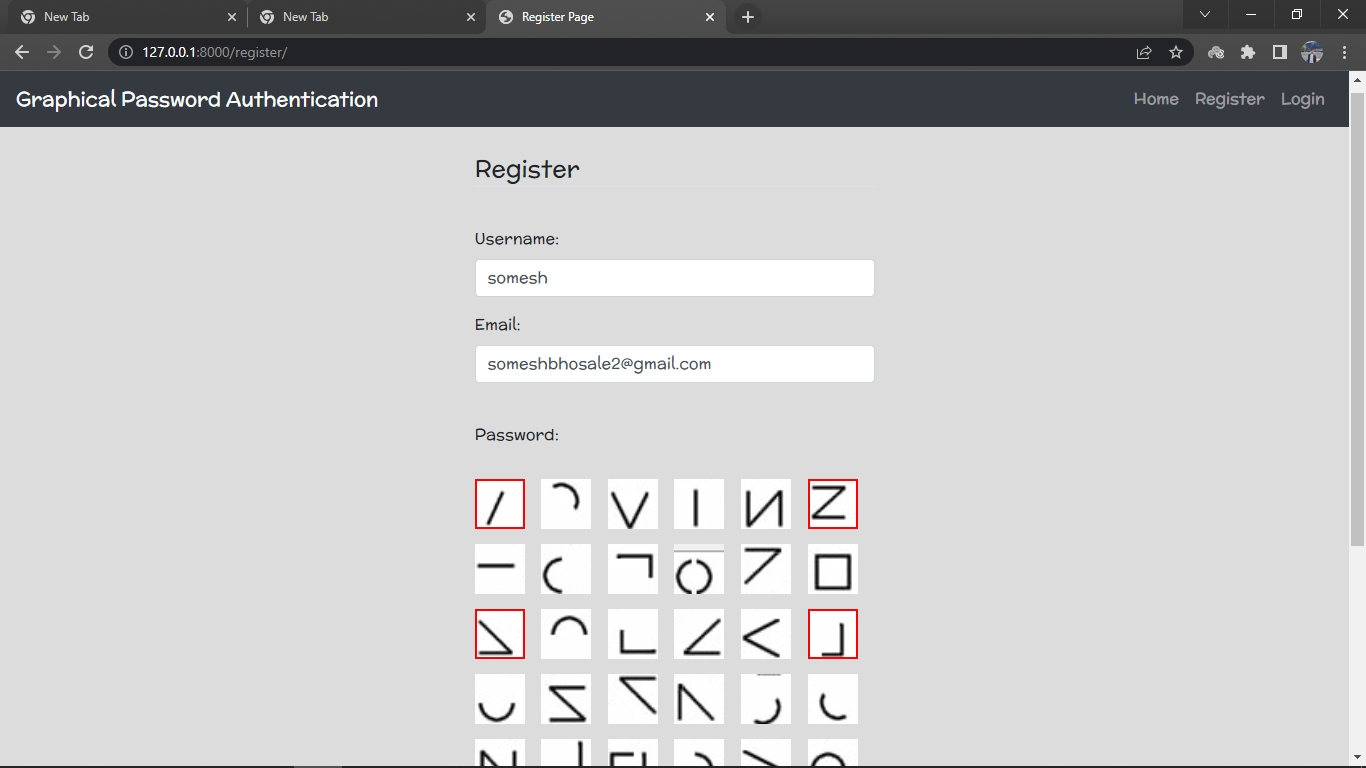 New Tab
New Tab
Register Page
127.0.0.1:8000/register/
Graphical Password Authentication
Home
Register
Login
Register
Username:
somesh
Email:
someshbhosale2@gmail.com
Password: